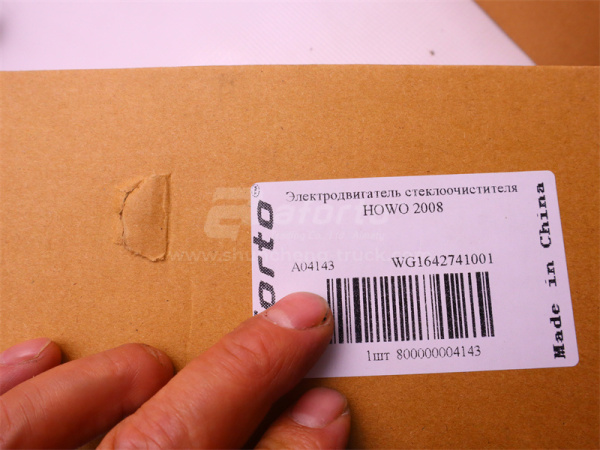 Электродвигатель стеклоочистителя
HOWO 2008
A04143 WG1642741001
1шт 800000004143
Made in China